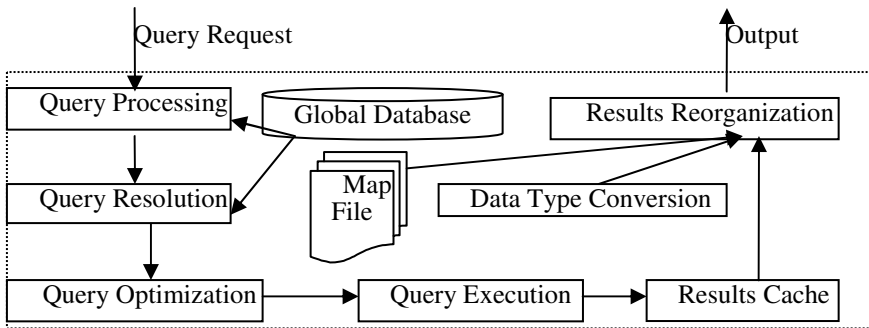 Query Request
Output
Query Processing
Global Database
Results Reorganization
Query Resolution
Map
File
Data Type Conversion
Query Optimization
Query Execution
Results Cache